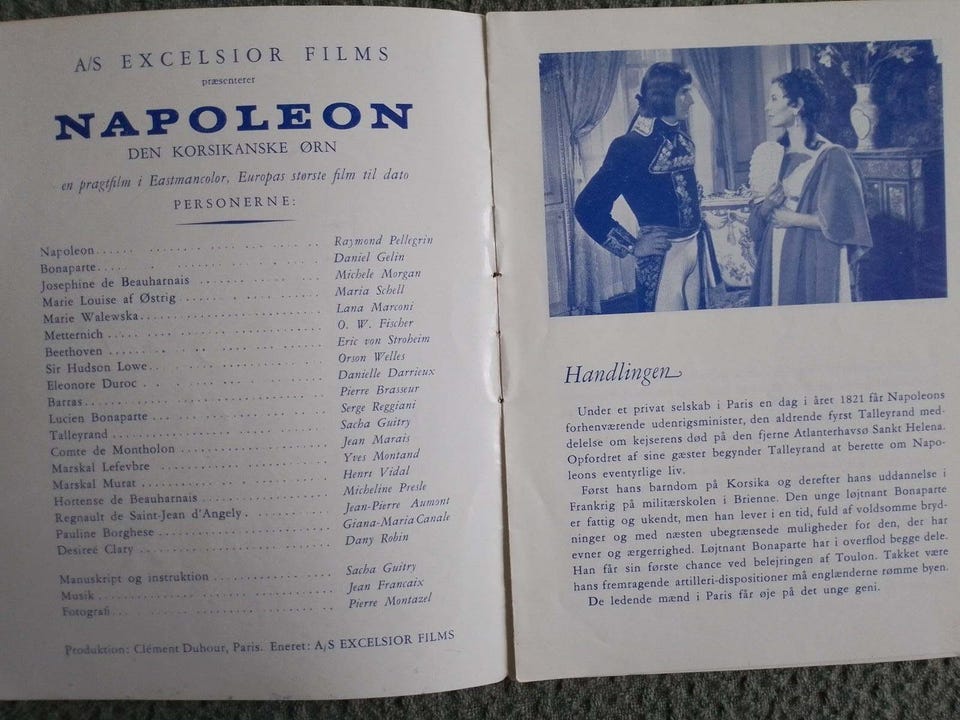 A/S EXCELSIOR FILMS
præsenterer
NAPOLEON
DEN KORSIKANSKE ØRN
en pragtfilm i Eastmancolor, Europas største film til dato
PERSONERNE:
Napoleon Raymond Pellegrin
Bonaparte Daniel Gelin
Josephine de Beauharnais Michele Morgan
Marie Louise af Østrig Maria Schell
Marie Walewska Lana Marconi
Metternich O. W. Fischer
Beethoven Eric von Stroheim
Sir Hudson Lowe Orson Welles
Eleonore Duroc Danielle Darrieux
Barras Pierre Brasseur
Lucien Bonaparte Serge Reggiani
Talleyrand Sacha Guitry
Comte de Montholon Jean Marais
Marskal Lefevbre Yves Montand
Marskal Murat Henri Vidal
Hortense de Beauharnais Micheline Presle
Regnault de Saint-Jean d'Angely Jean-Pierre Aumont
Pauline Borghese Giana-Maria Canale
Desireé Clary Dany Robin
Manuskript og instruktion Sacha Guitry
Musik Jean Francaix
Fotografi Pierre Montazel
Produktion: Clément Duhour, Paris. Eneret: A/S EXCELSIOR FILMS
Handlingen
Under et privat selskab i Paris en dag i året 1821 får Napoleons
forhenværende udenrigsminister, den aldrende fyrst Talleyrand med-
delelse om kejserens død på den fjerne Atlanterhavsø Sankt Helena.
Opfordret af sine gæster begynder Talleyrand at berette om Napo-
leons eventyrlige liv.
Først hans barndom på Korsika og derefter hans uddannelse i
Frankrig på militærskolen i Brienne. Den unge løjtnant Bonaparte
er fattig og ukendt, men han lever i en tid, fuld af voldsomme bryd-
ninger og med næsten ubegrænsede muligheder for den, der har
evner og ærgerrighed. Løjtnant Bonaparte har i overflod begge dele.
Han får sin første chance ved belejringen af Toulon. Takket være
hans fremragende artilleri-dispositioner må englænderne rømme byen.
De ledende mænd i Paris får øje på det unge geni.